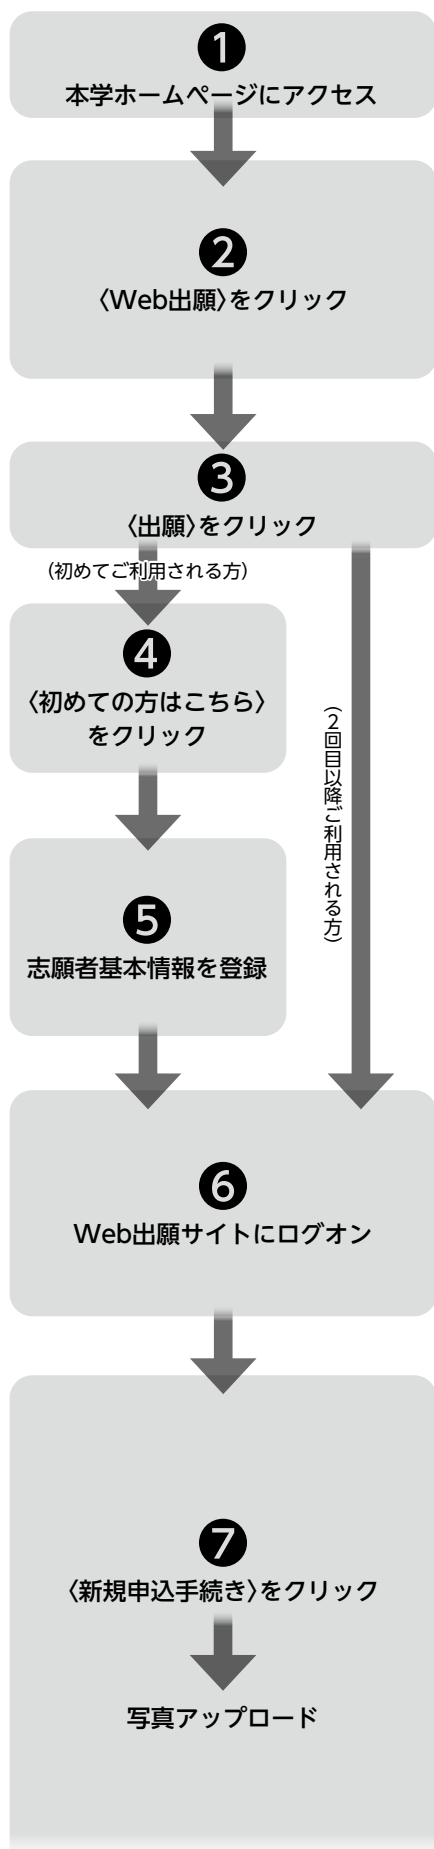 ❶
本学ホームページにアクセス
❷
〈Web出願〉をクリック
❸
〈出願〉をクリック
(初めてご利用される方)
❹
〈初めての方はこちら〉
をクリック
(2回目以降ご利用される方)
❺
志願者基本情報を登録
❻
Web出願サイトにログオン
❼
〈新規申込手続き〉をクリック
写真アップロード